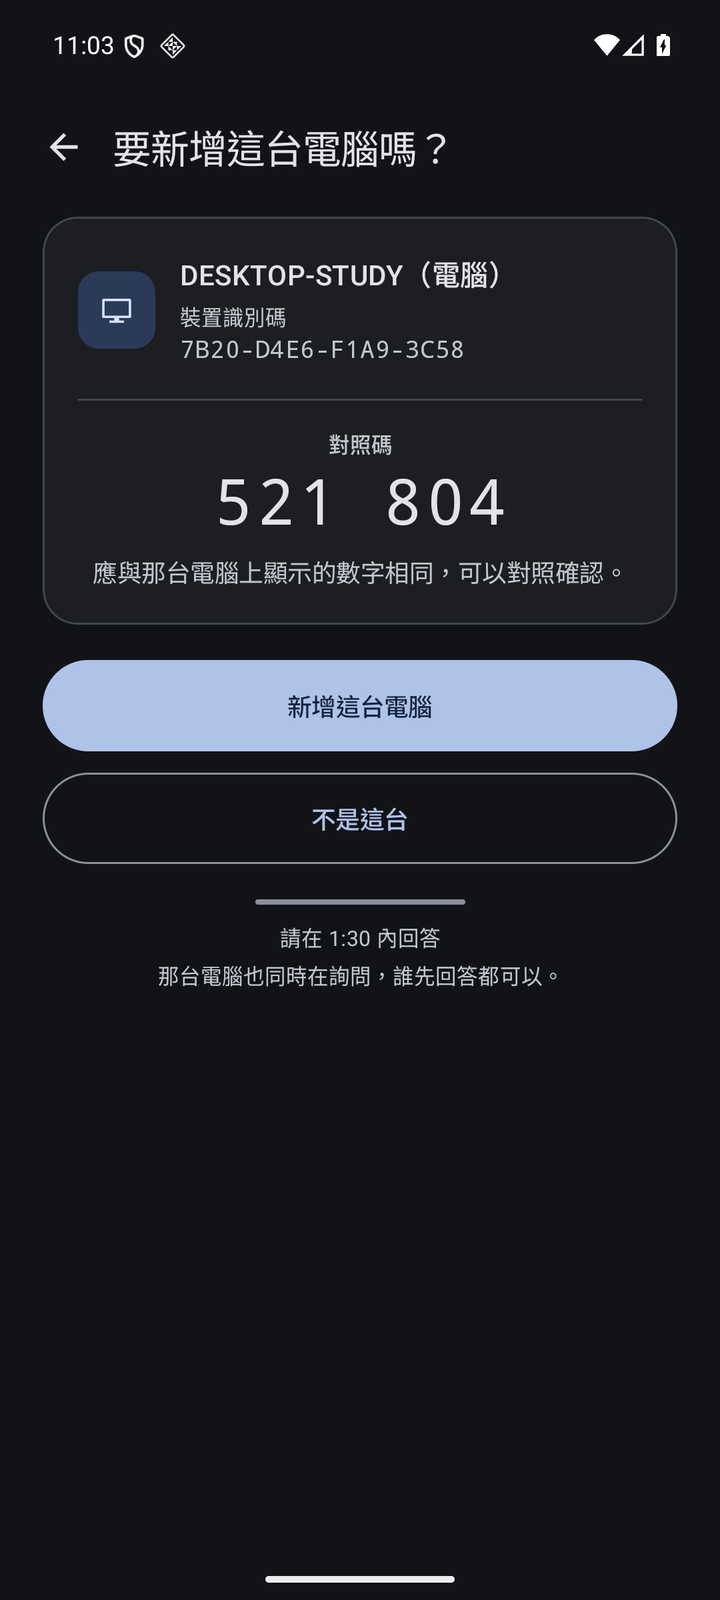 11:03
要新增這台電腦嗎？
DESKTOP-STUDY（電腦）
裝置識別碼
7B20-D4E6-F1A9-3C58
對照碼
521 804
應與那台電腦上顯示的數字相同，可以對照確認。
新增這台電腦
不是這台
請在 1:30 內回答
那台電腦也同時在詢問，誰先回答都可以。